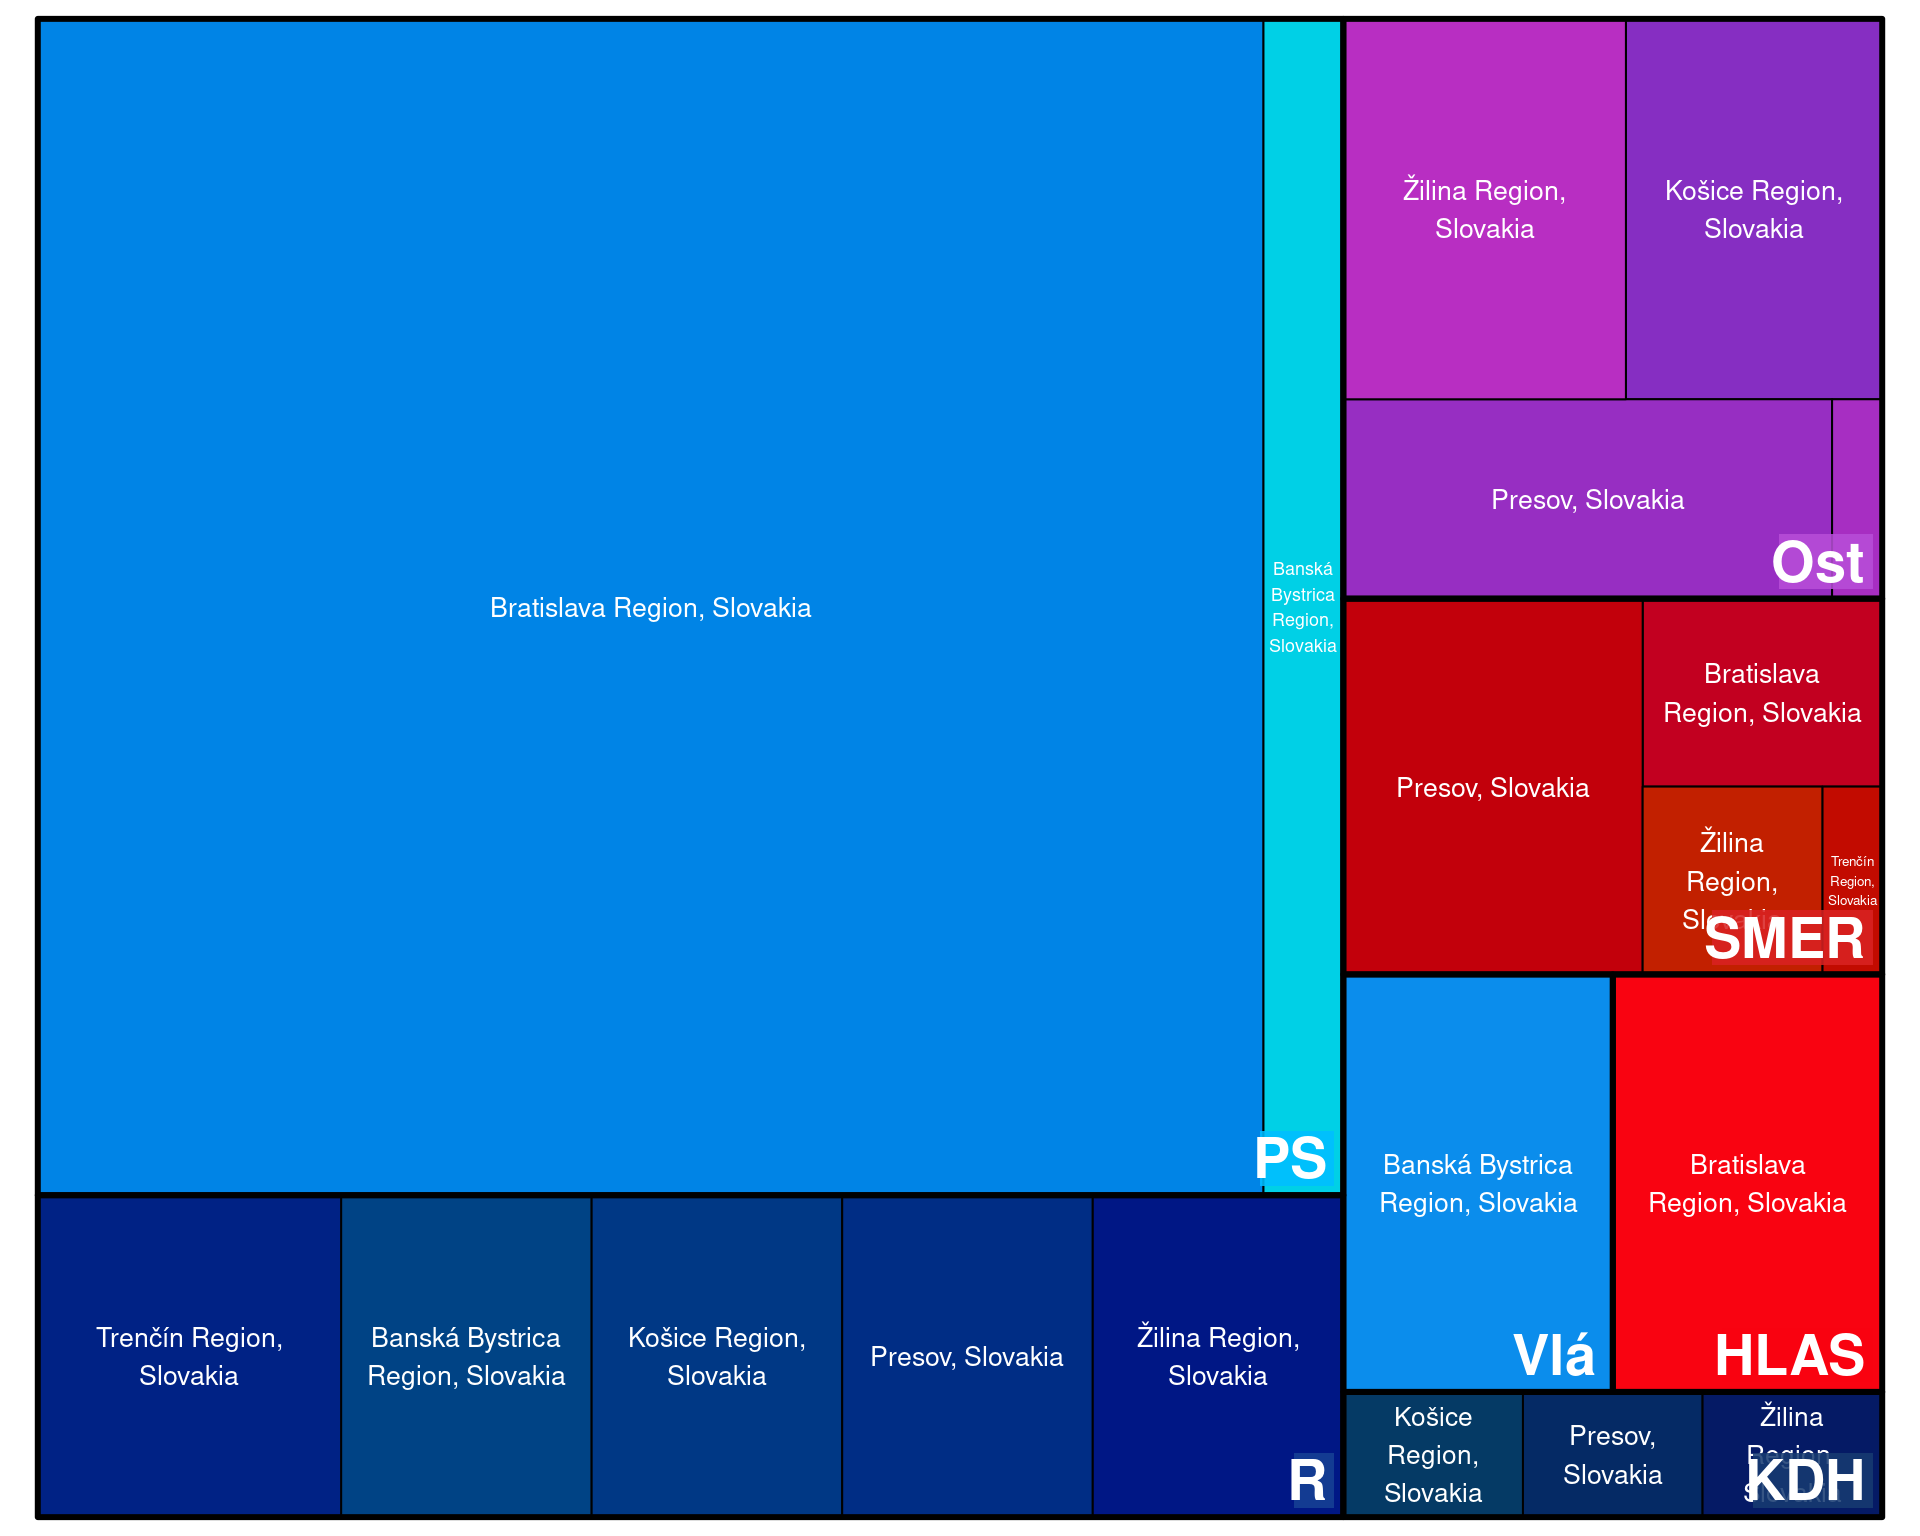 Bratislava Region, Slovakia
Banská
Bystrica
Region,
Slovakia
PS
Trenčín Region,
Slovakia
Banská Bystrica
Region, Slovakia
Košice Region,
Slovakia
Presov, Slovakia
Žilina Region,
Slovakia
R
Žilina Region,
Slovakia
Košice Region,
Slovakia
Presov, Slovakia
Ost
Presov, Slovakia
Bratislava
Region, Slovakia
Žilina
Region,
Slovakia
Trenčín
Region,
Slovakia
SMER
Banská Bystrica
Region, Slovakia
Vlá
Bratislava
Region, Slovakia
HLAS
Košice
Region,
Slovakia
Presov,
Slovakia
Žilina
Region,
Slovakia
KDH